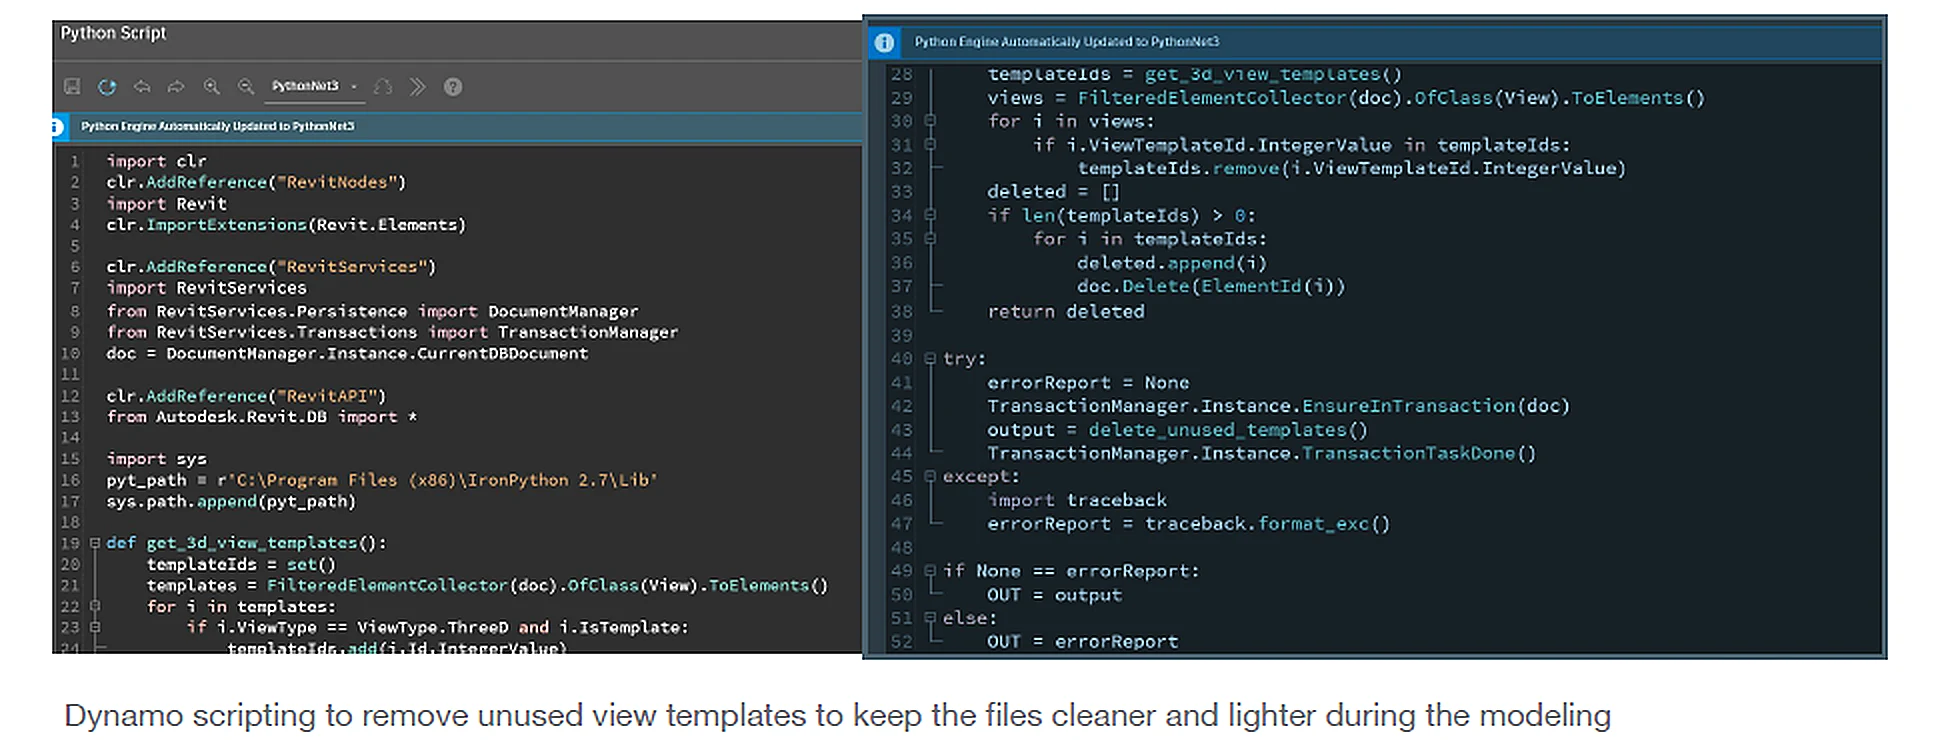 Python Script
PythonNet3
Python Engine Automatically Updated to PythonNet3
1 import clr
2 clr.AddReference("RevitNodes")
3 import Revit
4 clr.ImportExtensions(Revit.Elements)
5
6 clr.AddReference("RevitServices")
7 import RevitServices
8 from RevitServices.Persistence import DocumentManager
9 from RevitServices.Transactions import TransactionManager
10 doc = DocumentManager.Instance.CurrentDBDocument
11
12 clr.AddReference("RevitAPI")
13 from Autodesk.Revit.DB import *
14
15 import sys
16 pyt_path = r'C:\Program Files (x86)\IronPython 2.7\Lib'
17 sys.path.append(pyt_path)
18
19 def get_3d_view_templates():
20 templateIds = set()
21 templates = FilteredElementCollector(doc).OfClass(View).ToElements()
22 for i in templates:
23 if i.ViewType == ViewType.ThreeD and i.IsTemplate:
24 templateIds.add(i.Id.IntegerValue)
Python Engine Automatically Updated to PythonNet3
28 templateIds = get_3d_view_templates()
29 views = FilteredElementCollector(doc).OfClass(View).ToElements()
30 for i in views:
31 if i.ViewTemplateId.IntegerValue in templateIds:
32 templateIds.remove(i.ViewTemplateId.IntegerValue)
33 deleted = []
34 if len(templateIds) > 0:
35 for i in templateIds:
36 deleted.append(i)
37 doc.Delete(ElementId(i))
38 return deleted
39
40 try:
41 errorReport = None
42 TransactionManager.Instance.EnsureInTransaction(doc)
43 output = delete_unused_templates()
44 TransactionManager.Instance.TransactionTaskDone()
45 except:
46 import traceback
47 errorReport = traceback.format_exc()
48
49 if None == errorReport:
50 OUT = output
51 else:
52 OUT = errorReport
Dynamo scripting to remove unused view templates to keep the files cleaner and lighter during the modeling